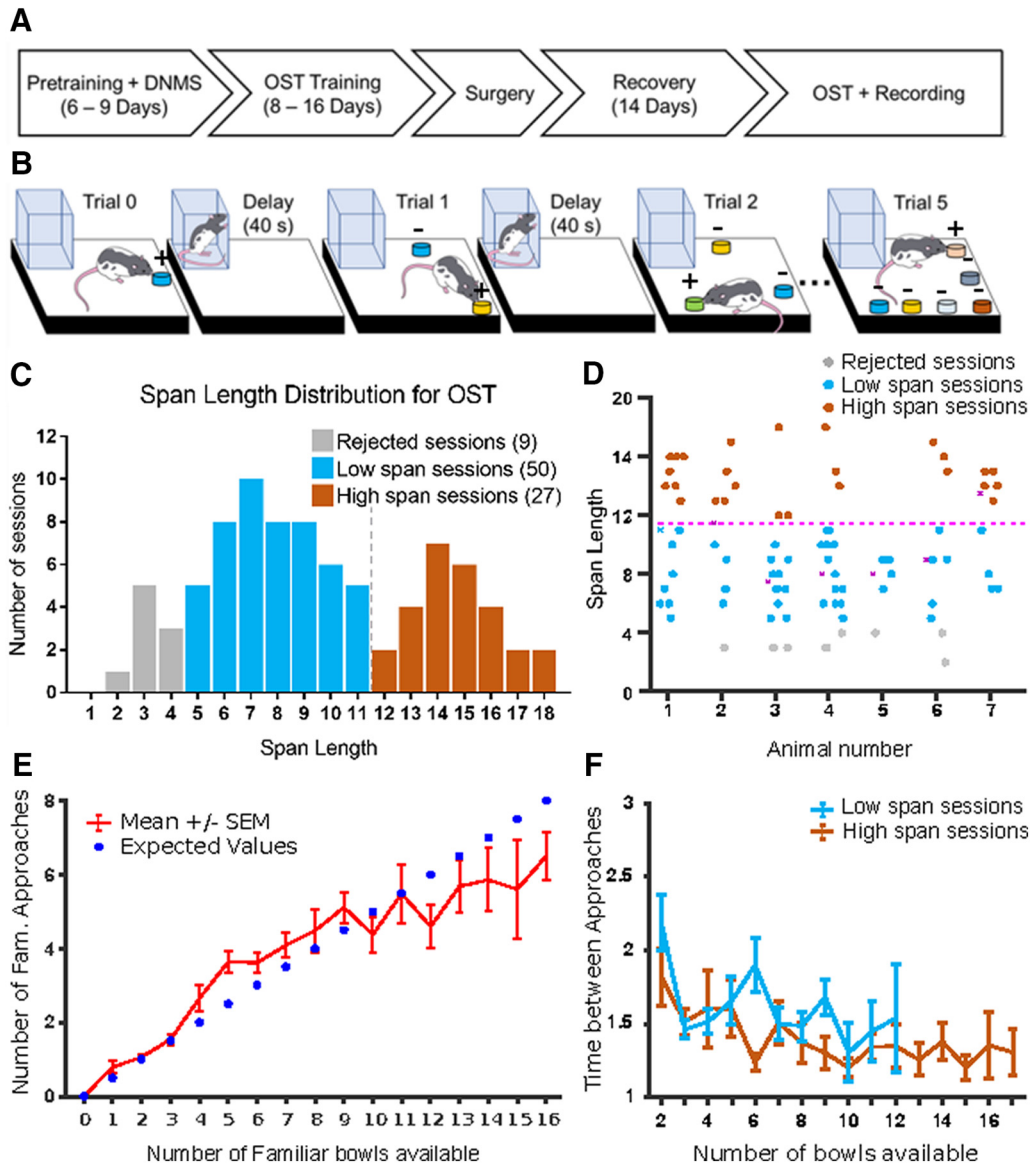 A
Pretraining + DNMS
(6 – 9 Days)
OST Training
(8 – 16 Days)
Surgery
Recovery
(14 Days)
OST + Recording
B
Trial 0
Delay
(40 s)
Trial 1
Delay
(40 s)
Trial 2
Trial 5
+
-
+
-
+
-
...
+
-
-
-
-
-
C
Span Length Distribution for OST
Rejected sessions (9)
Low span sessions (50)
High span sessions (27)
Number of sessions
12
10
8
6
4
2
0
1 2 3 4 5 6 7 8 9 10 11 12 13 14 15 16 17 18
Span Length
D
Rejected sessions
Low span sessions
High span sessions
Span Length
20
14
12
8
4
0
1 2 3 4 5 6 7
Animal number
E
Mean +/- SEM
Expected Values
Number of Fam. Approaches
8
6
4
2
0
0 1 2 3 4 5 6 7 8 9 10 11 12 13 14 15 16
Number of Familiar bowls available
F
Low span sessions
High span sessions
Time between Approaches
3
2.5
2
1.5
1
2 4 6 8 10 12 14 16
Number of bowls available